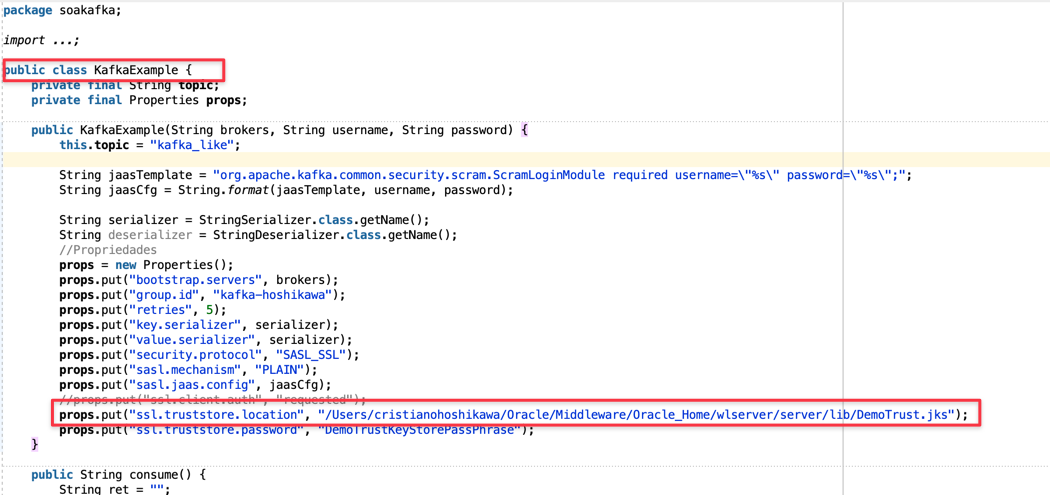 package soakafka;
import ...;
public class KafkaExample {
private final String topic;
private final Properties props;
public KafkaExample(String brokers, String username, String password) {
this.topic = "kafka_like";
String jaasTemplate = "org.apache.kafka.common.security.scram.ScramLoginModule required username=\"%s\" password=\"%s\";";
String jaasCfg = String.format(jaasTemplate, username, password);
String serializer = StringSerializer.class.getName();
String deserializer = StringDeserializer.class.getName();
//Propriedades
props = new Properties();
props.put("bootstrap.servers", brokers);
props.put("group.id", "kafka-hoshikawa");
props.put("retries", 5);
props.put("key.serializer", serializer);
props.put("value.serializer", serializer);
props.put("security.protocol", "SASL_SSL");
props.put("sasl.mechanism", "PLAIN");
props.put("sasl.jaas.config", jaasCfg);
//props.put("ssl.client.auth", "requested");
props.put("ssl.truststore.location", "/Users/cristianohoshikawa/Oracle/Middleware/Oracle_Home/wlserver/server/lib/DemoTrust.jks");
props.put("ssl.truststore.password", "DemoTrustKeyStorePassPhrase");
}
public String consume() {
String ret = "";